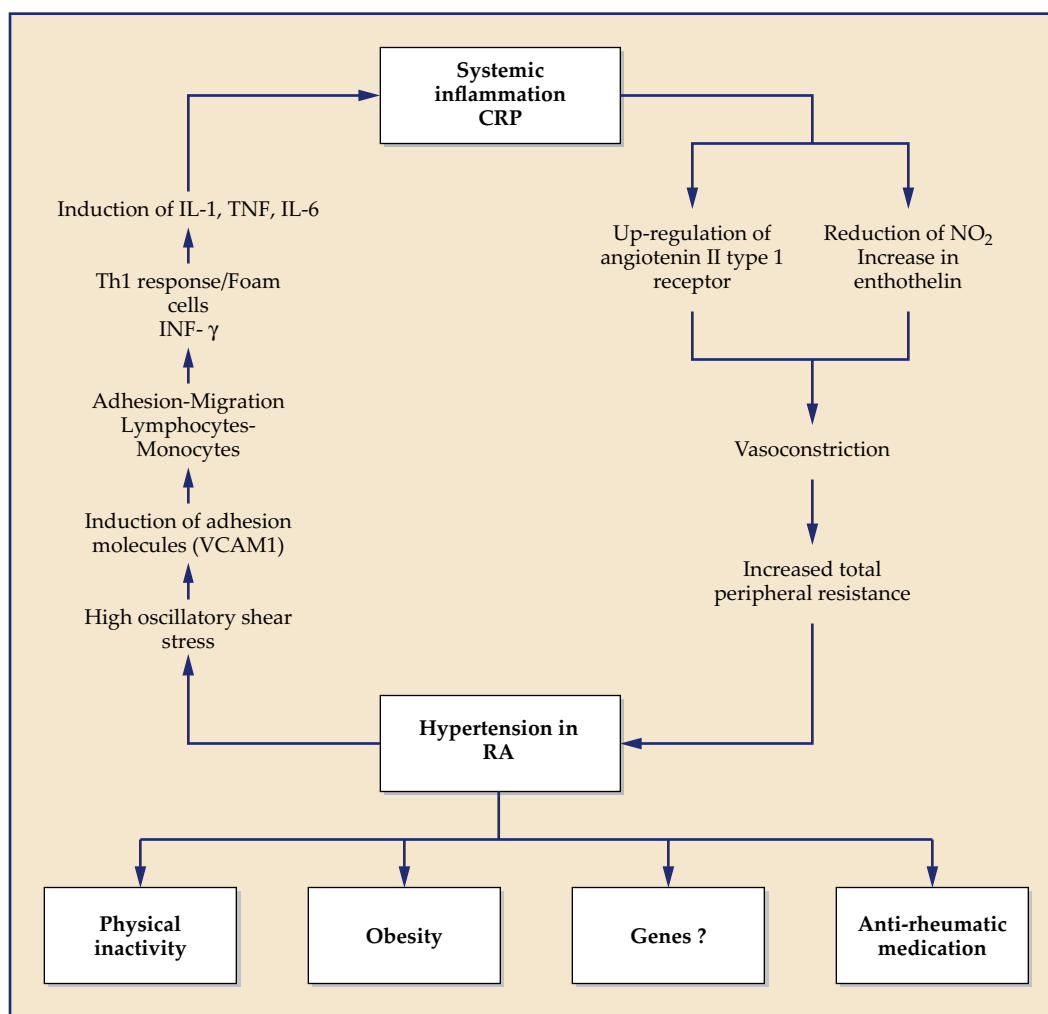 Systemic
inflammation
CRP
Induction of IL-1, TNF, IL-6
Th1 response/Foam
cells
INF- γ
Adhesion-Migration
Lymphocytes-
Monocytes
Induction of adhesion
molecules (VCAM1)
High oscillatory shear
stress
Up-regulation of
angiotenin II type 1
receptor
Reduction of NO₂
Increase in
enthothelin
Vasoconstriction
Increased total
peripheral resistance
Hypertension in
RA
Physical
inactivity
Obesity
Genes ?
Anti-rheumatic
medication